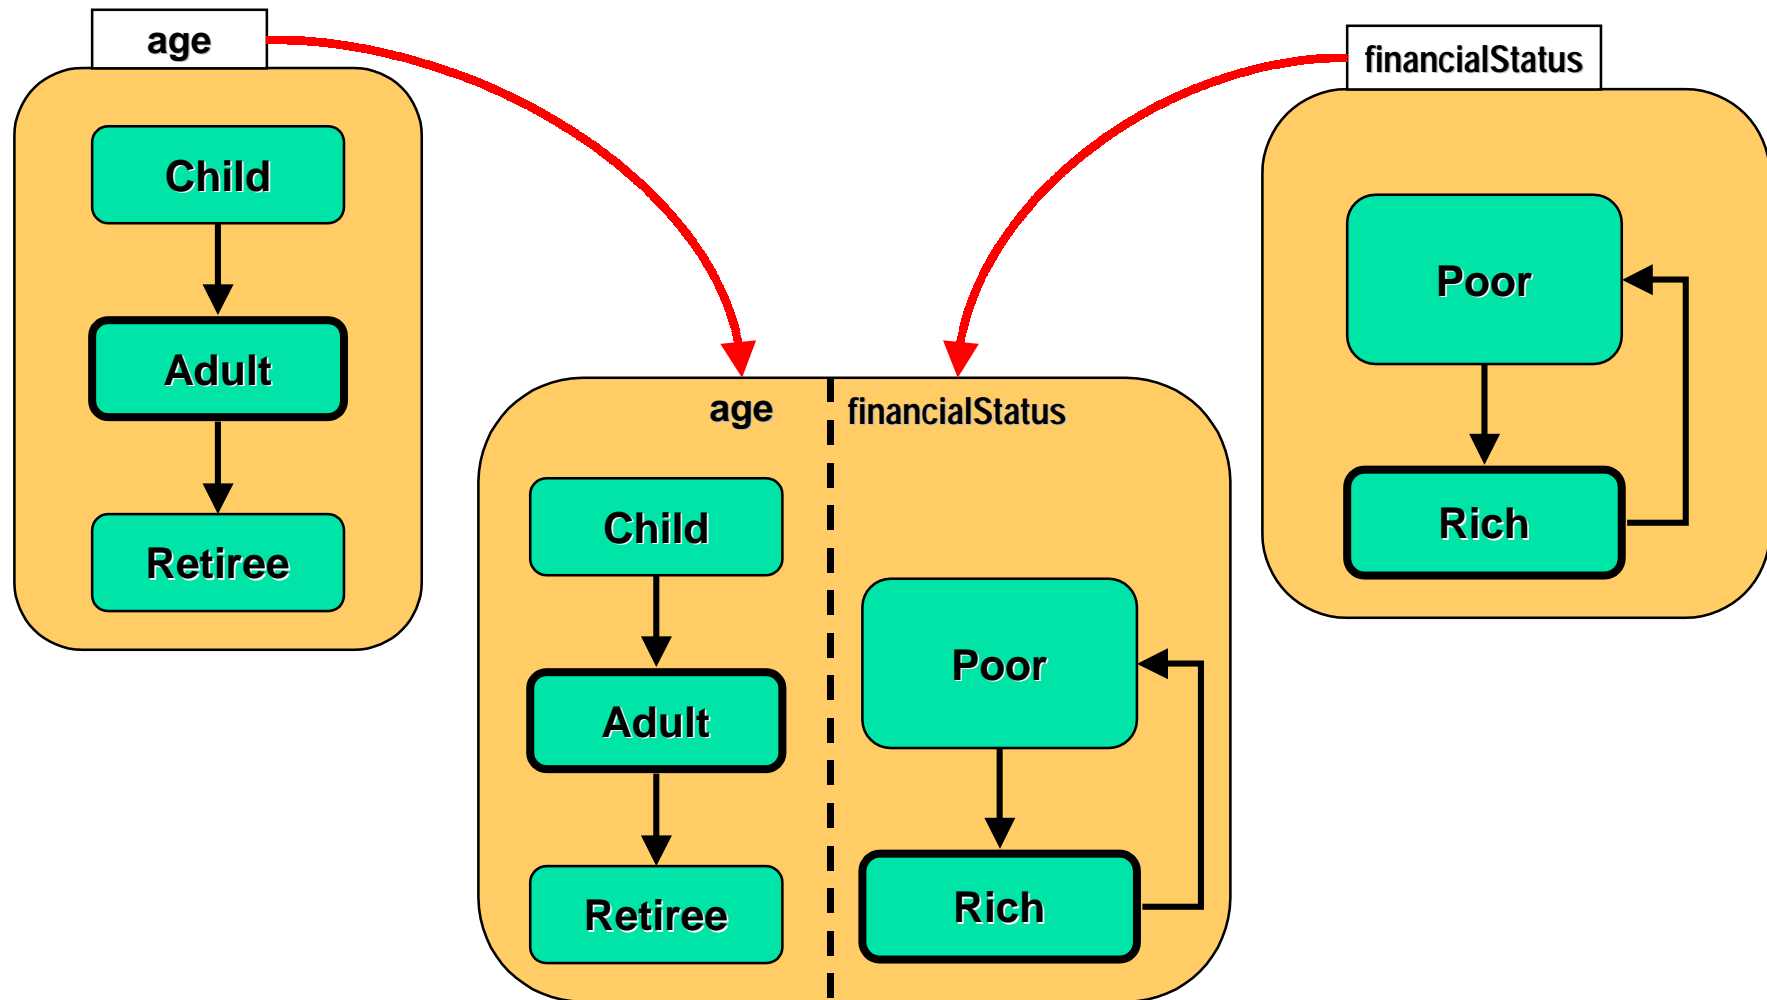 age
Child
Adult
Retiree
financialStatus
Poor
Rich
age
financialStatus
Child
Adult
Retiree
Poor
Rich